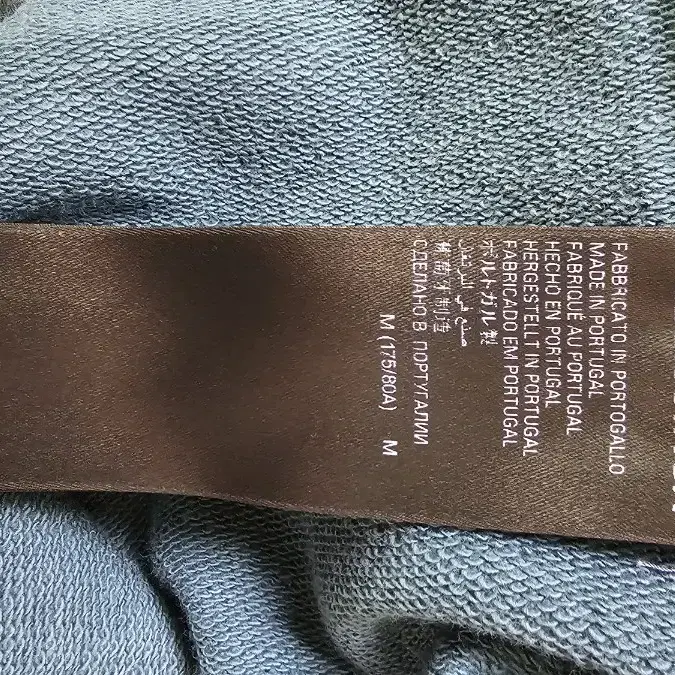 FABBRICATO IN PORTOGALLO
MADE IN PORTUGAL
FABRIQUÉ AU PORTUGAL
HECHO EN PORTUGAL
HERGESTELLT IN PORTUGAL
FABRICADO EM PORTUGAL
ポルトガル製
صنع في البرتغال
葡萄牙制造
СДЕЛАНО В ПОРТУГАЛИИ
M (175/80A) M